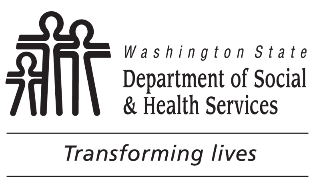 Washington State
Department of Social
& Health Services
Transforming lives